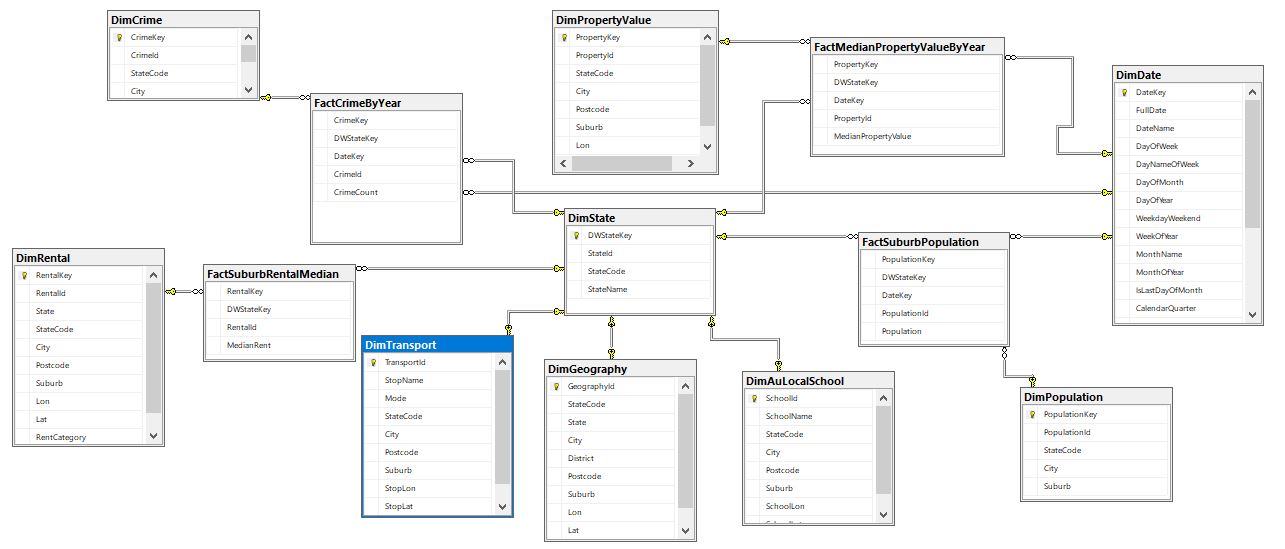 DimCrime
CrimeKey
CrimeId
StateCode
City
DimPropertyValue
PropertyKey
PropertyId
StateCode
City
Postcode
Suburb
Lon
FactMedianPropertyValueByYear
PropertyKey
DWStateKey
DateKey
PropertyId
MedianPropertyValue
DimDate
DateKey
FullDate
DateName
DayOfWeek
DayNameOfWeek
DayOfMonth
DayOfYear
WeekdayWeekend
WeekOfYear
MonthName
MonthOfYear
IsLastDayOfMonth
CalendarQuarter
FactCrimeByYear
CrimeKey
DWStateKey
DateKey
CrimeId
CrimeCount
DimState
DWStateKey
StateId
StateCode
StateName
FactSuburbPopulation
PopulationKey
DWStateKey
DateKey
PopulationId
Population
DimRental
RentalKey
RentalId
State
StateCode
City
Postcode
Suburb
Lon
Lat
RentCategory
FactSuburbRentalMedian
RentalKey
DWStateKey
RentalId
MedianRent
DimTransport
TransportId
StopName
Mode
StateCode
City
Postcode
Suburb
StopLon
StopLat
DimGeography
GeographyId
StateCode
State
City
District
Postcode
Suburb
Lon
Lat
DimAuLocalSchool
SchoolId
SchoolName
StateCode
City
Postcode
Suburb
SchoolLon
DimPopulation
PopulationKey
PopulationId
StateCode
City
Suburb